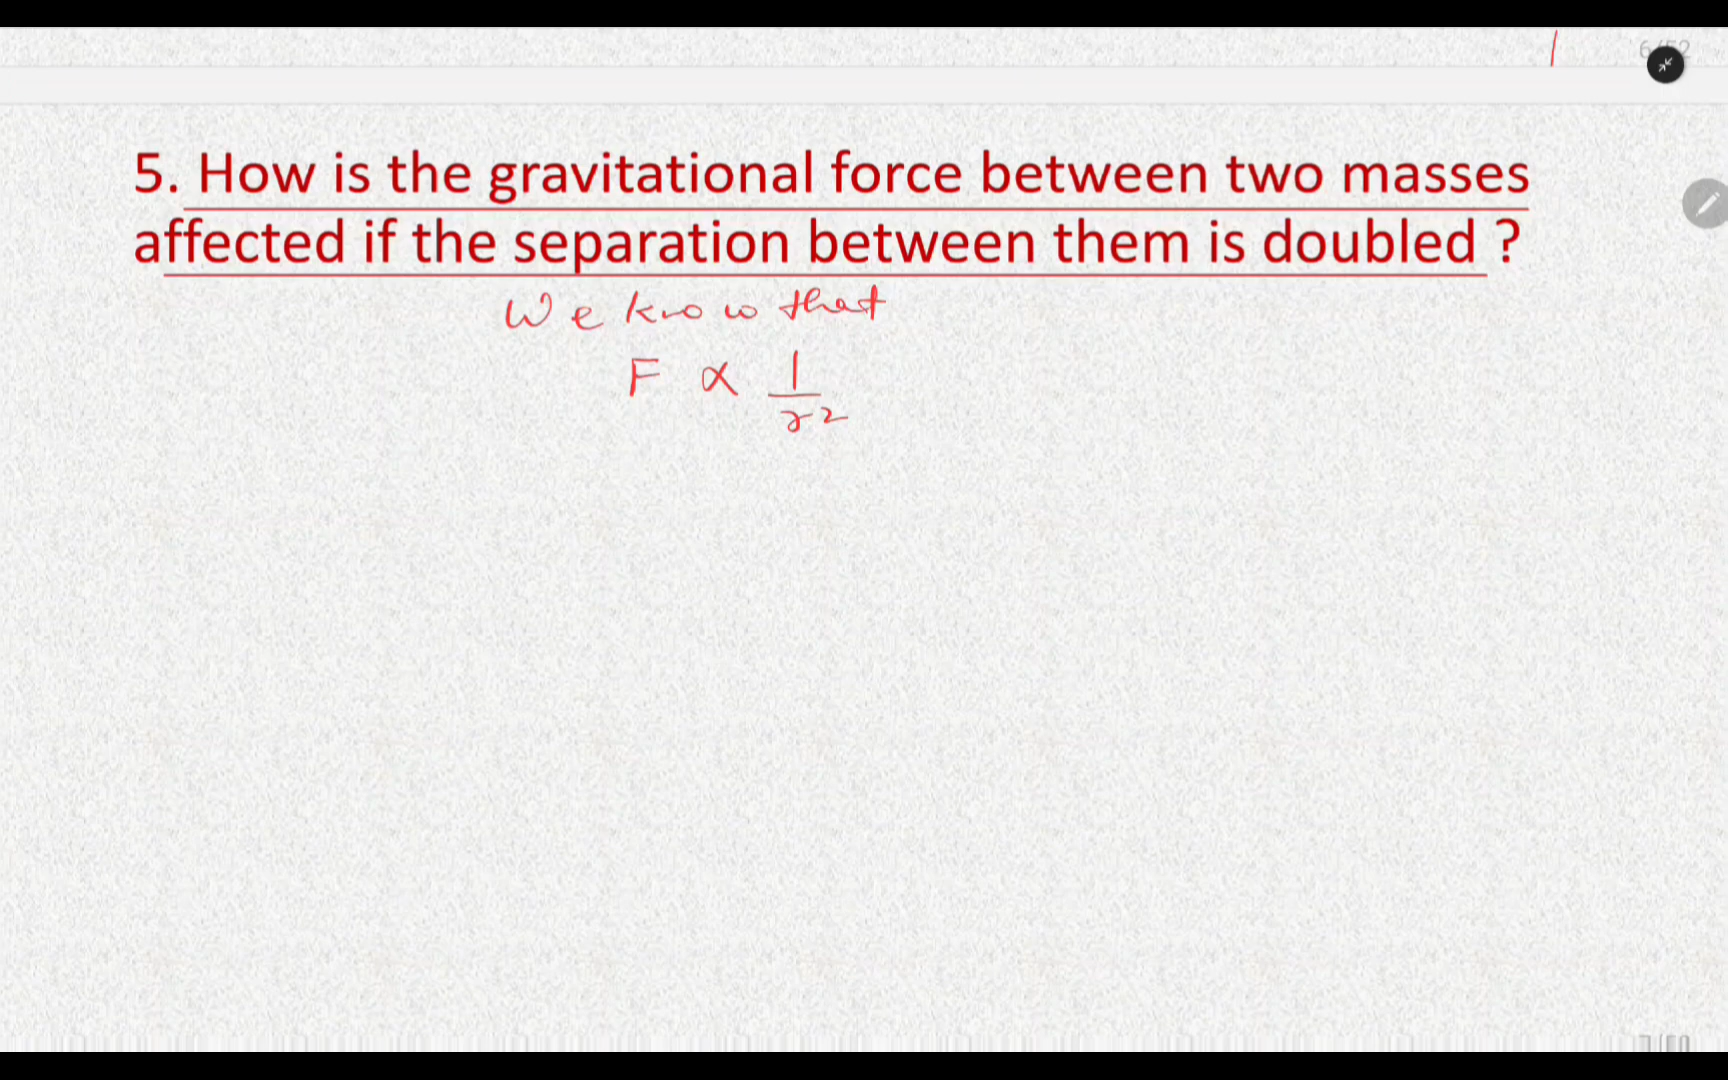 5. How is the gravitational force between two masses
affected if the separation between them is doubled ?
We know that
F ∝ 1/r²